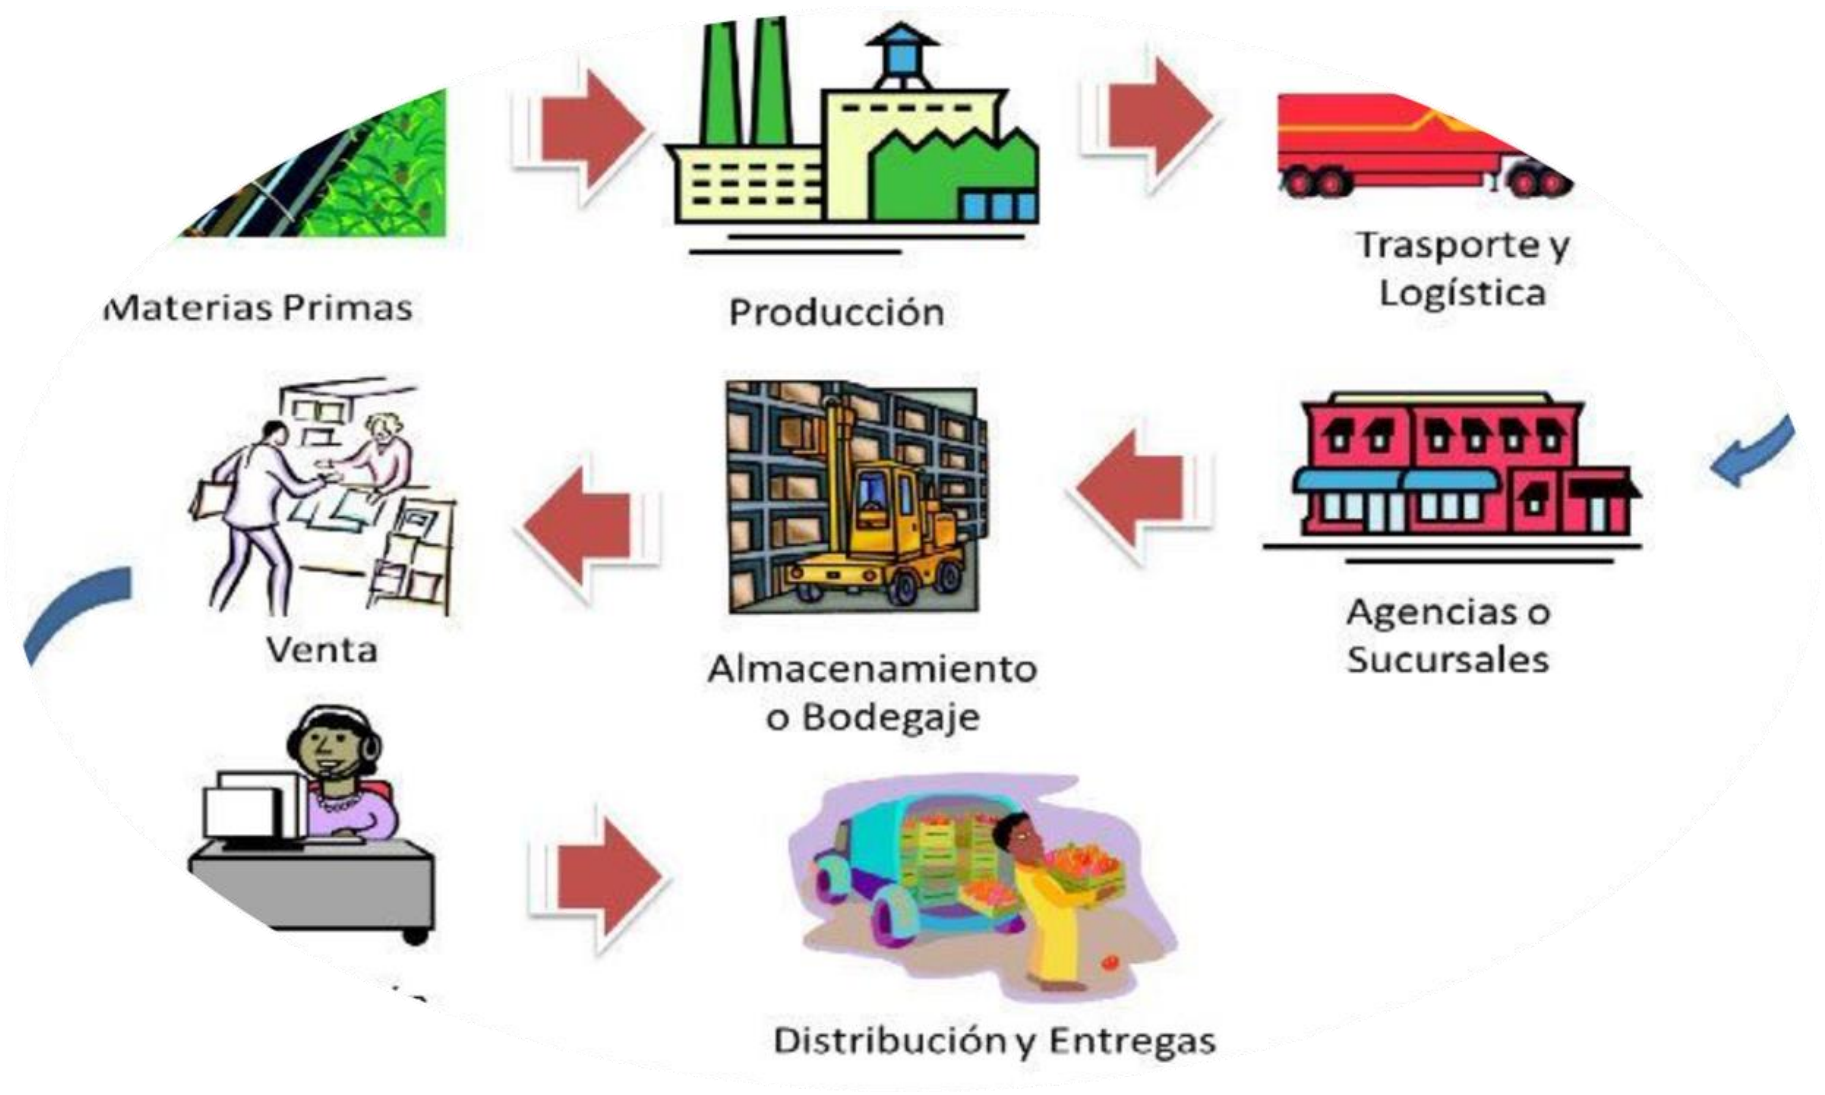 Materias Primas
Producción
Trasporte y
Logística
Venta
Almacenamiento
o Bodegaje
Agencias o
Sucursales
Distribución y Entregas